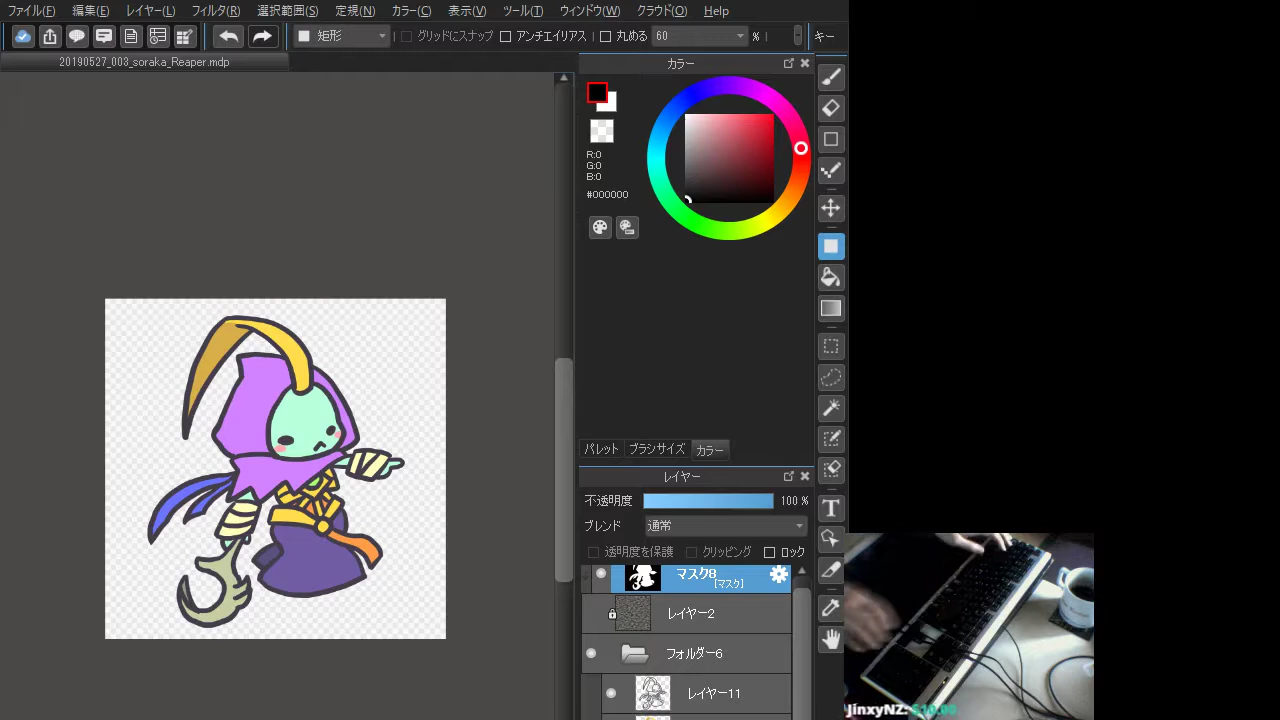 ファイル(F) 編集(E) レイヤー(L) フィルタ(R) 選択範囲(S) 定規(N) カラー(C) 表示(V) ツール(T) ウィンドウ(W) クラウド(O) Help
矩形 グリッドにスナップ アンチエイリアス 丸める 60 % キー
20190527_003_soraka_Reaper.mdp
カラー
R:0
G:0
B:0
#000000
パレット ブラシサイズ カラー
レイヤー
不透明度 100 %
ブレンド 通常
透明度を保護 クリッピング ロック
マスク8
[マスク]
レイヤー2
フォルダー6
レイヤー11
T
JinxyNZ: $10.00